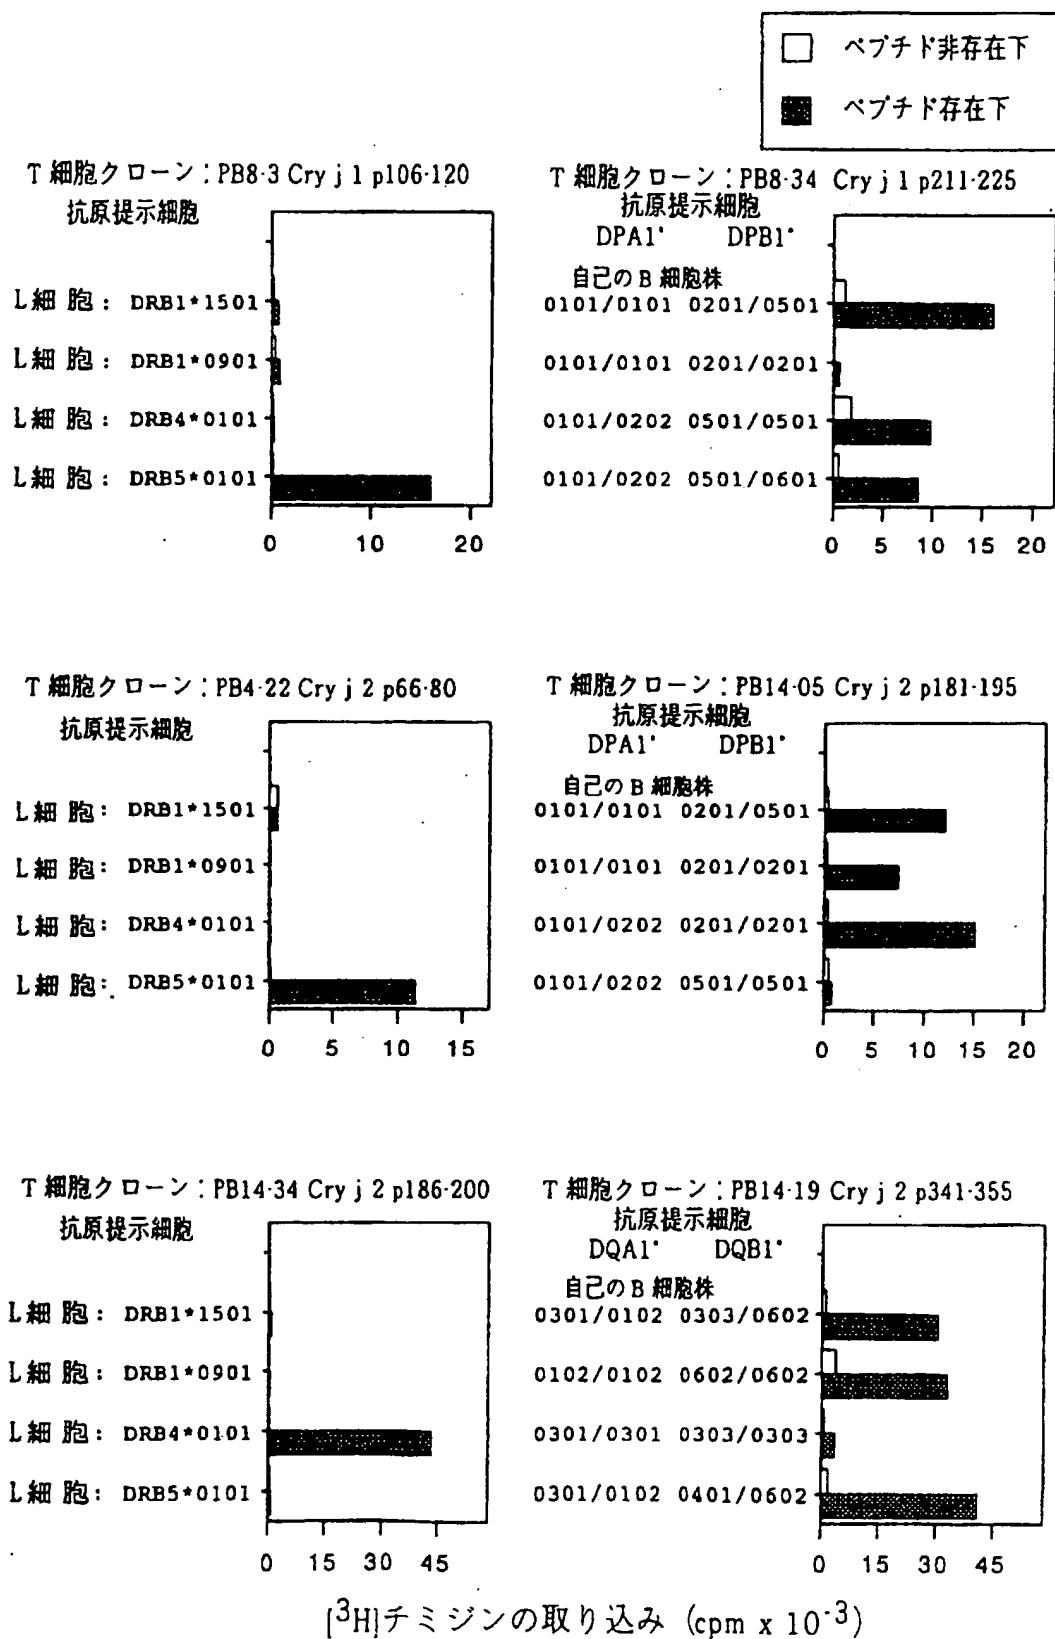 ペプチド非存在下
ペプチド存在下
T 細胞クローン：PB8-3 Cry j 1 p106-120
抗原提示細胞
L細胞： DRB1*1501
L細胞： DRB1*0901
L細胞： DRB4*0101
L細胞： DRB5*0101
0 10 20
T 細胞クローン：PB8-34 Cry j 1 p211-225
抗原提示細胞
DPA1* DPB1*
自己のB 細胞株
0101/0101 0201/0501
0101/0101 0201/0201
0101/0202 0501/0501
0101/0202 0501/0601
0 5 10 15 20
T 細胞クローン：PB4-22 Cry j 2 p66-80
抗原提示細胞
L細胞： DRB1*1501
L細胞： DRB1*0901
L細胞： DRB4*0101
L細胞： DRB5*0101
0 5 10 15
T 細胞クローン：PB14-05 Cry j 2 p181-195
抗原提示細胞
DPA1* DPB1*
自己のB 細胞株
0101/0101 0201/0501
0101/0101 0201/0201
0101/0202 0201/0201
0101/0202 0501/0501
0 5 10 15 20
T 細胞クローン：PB14-34 Cry j 2 p186-200
抗原提示細胞
L細胞： DRB1*1501
L細胞： DRB1*0901
L細胞： DRB4*0101
L細胞： DRB5*0101
0 15 30 45
T 細胞クローン：PB14-19 Cry j 2 p341-355
抗原提示細胞
DQA1* DQB1*
自己のB 細胞株
0301/0102 0303/0602
0102/0102 0602/0602
0301/0301 0303/0303
0301/0102 0401/0602
0 15 30 45
[³H]チミジンの取り込み (cpm x 10⁻³)